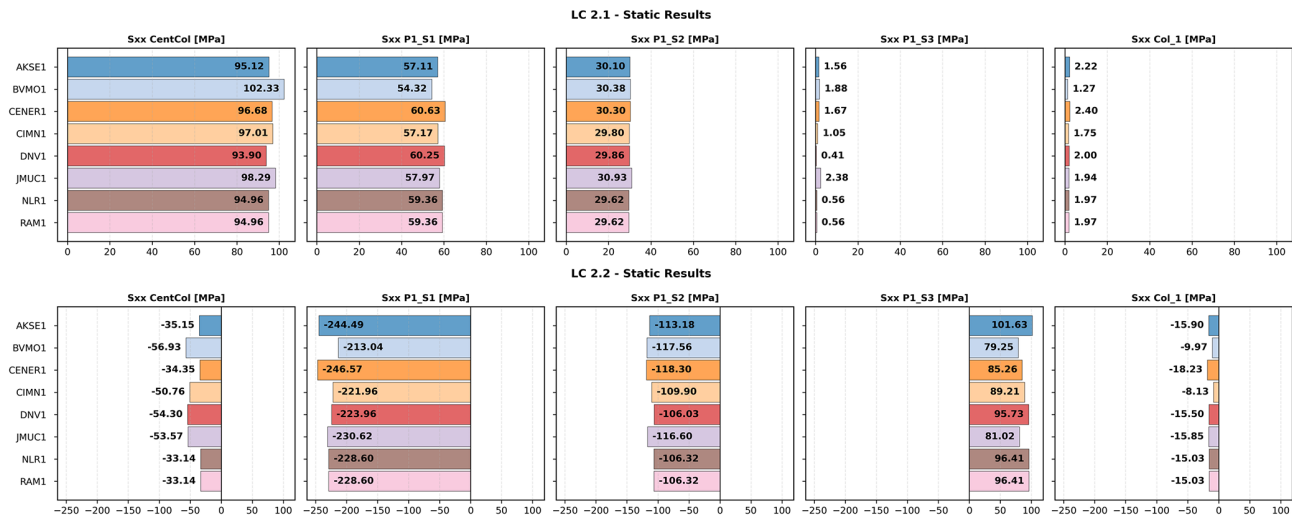 LC 2.1 - Static Results
Sxx CentCol [MPa] Sxx P1_S1 [MPa] Sxx P1_S2 [MPa] Sxx P1_S3 [MPa] Sxx Col_1 [MPa]
AKSE1 95.12 57.11 30.10 1.56 2.22
BVMO1 102.33 54.32 30.38 1.88 1.27
CENER1 96.68 60.63 30.30 1.67 2.40
CIMN1 97.01 57.17 29.80 1.05 1.75
DNV1 93.90 60.25 29.86 0.41 2.00
JMUC1 98.29 57.97 30.93 2.38 1.94
NLR1 94.96 59.36 29.62 0.56 1.97
RAM1 94.96 59.36 29.62 0.56 1.97
0 20 40 60 80 100 0 20 40 60 80 100 0 20 40 60 80 100 0 20 40 60 80 100 0 20 40 60 80 100
LC 2.2 - Static Results
Sxx CentCol [MPa] Sxx P1_S1 [MPa] Sxx P1_S2 [MPa] Sxx P1_S3 [MPa] Sxx Col_1 [MPa]
AKSE1 -35.15 -244.49 -113.18 101.63 -15.90
BVMO1 -56.93 -213.04 -117.56 79.25 -9.97
CENER1 -34.35 -246.57 -118.30 85.26 -18.23
CIMN1 -50.76 -221.96 -109.90 89.21 -8.13
DNV1 -54.30 -223.96 -106.03 95.73 -15.50
JMUC1 -53.57 -230.62 -116.60 81.02 -15.85
NLR1 -33.14 -228.60 -106.32 96.41 -15.03
RAM1 -33.14 -228.60 -106.32 96.41 -15.03
−250 −200 −150 −100 −50 0 50 100 −250 −200 −150 −100 −50 0 50 100 −250 −200 −150 −100 −50 0 50 100 −250 −200 −150 −100 −50 0 50 100 −250 −200 −150 −100 −50 0 50 100